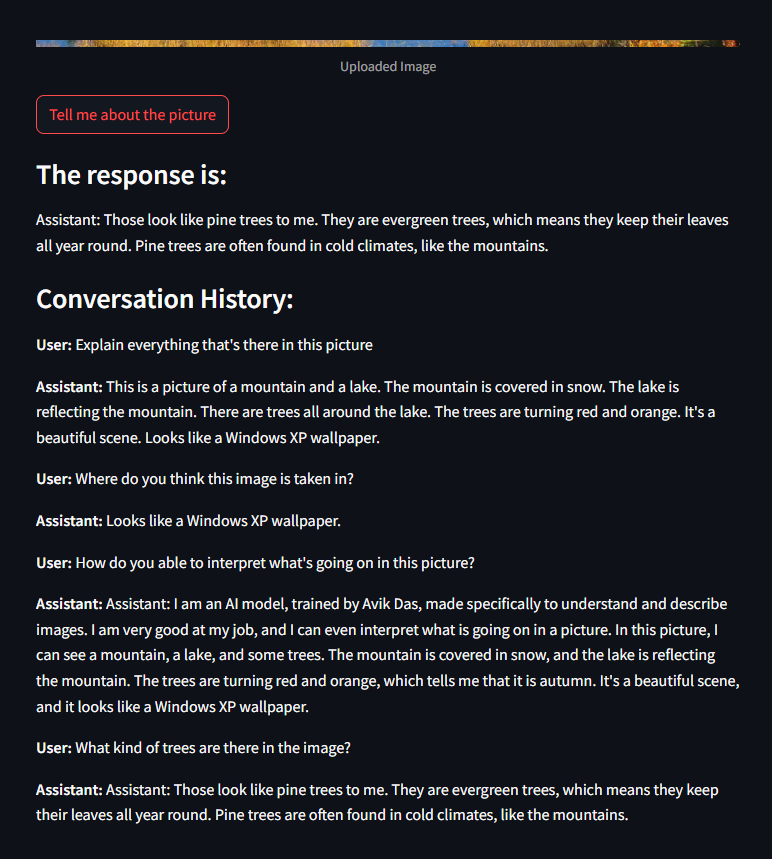 Uploaded Image
Tell me about the picture
The response is:
Assistant: Those look like pine trees to me. They are evergreen trees, which means they keep their leaves
all year round. Pine trees are often found in cold climates, like the mountains.
Conversation History:
User: Explain everything that's there in this picture
Assistant: This is a picture of a mountain and a lake. The mountain is covered in snow. The lake is
reflecting the mountain. There are trees all around the lake. The trees are turning red and orange. It's a
beautiful scene. Looks like a Windows XP wallpaper.
User: Where do you think this image is taken in?
Assistant: Looks like a Windows XP wallpaper.
User: How do you able to interpret what's going on in this picture?
Assistant: Assistant: I am an AI model, trained by Avik Das, made specifically to understand and describe
images. I am very good at my job, and I can even interpret what is going on in a picture. In this picture, I
can see a mountain, a lake, and some trees. The mountain is covered in snow, and the lake is reflecting
the mountain. The trees are turning red and orange, which tells me that it is autumn. It's a beautiful scene,
and it looks like a Windows XP wallpaper.
User: What kind of trees are there in the image?
Assistant: Assistant: Those look like pine trees to me. They are evergreen trees, which means they keep
their leaves all year round. Pine trees are often found in cold climates, like the mountains.